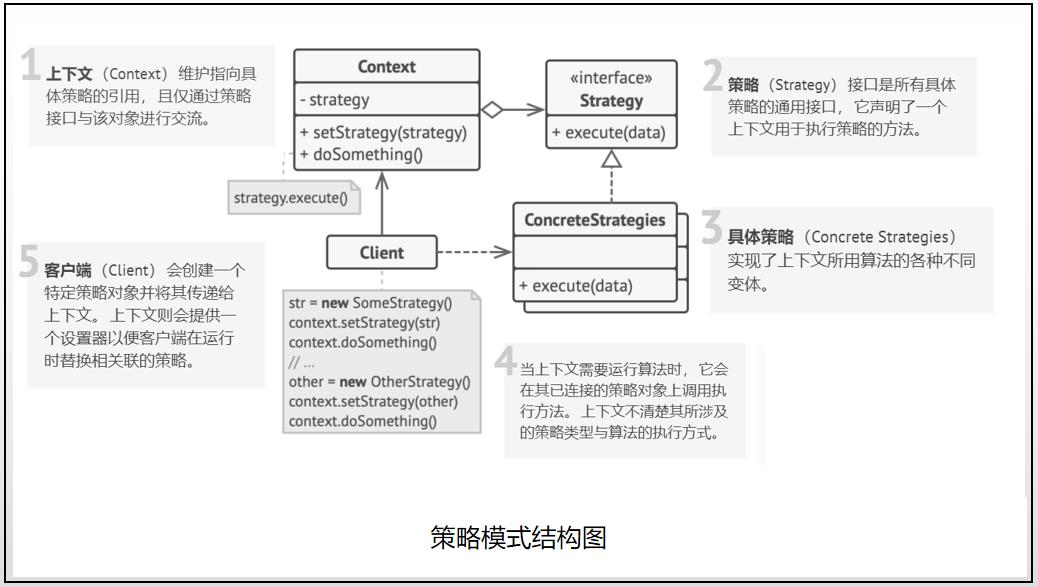 1
上下文（Context） 维护指向具
体策略的引用，且仅通过策略
接口与该对象进行交流。
Context
- strategy
+ setStrategy(strategy)
+ doSomething()
strategy.execute()
«interface»
Strategy
+ execute(data)
2
策略（Strategy）接口是所有具体
策略的通用接口，它声明了一个
上下文用于执行策略的方法。
ConcreteStrategies
+ execute(data)
3
具体策略（Concrete Strategies）
实现了上下文所用算法的各种不同
变体。
5
客户端（Client）会创建一个
特定策略对象并将其传递给
上下文。上下文则会提供一
个设置器以便客户端在运行
时替换相关联的策略。
Client
str = new SomeStrategy()
context.setStrategy(str)
context.doSomething()
// ...
other = new OtherStrategy()
context.setStrategy(other)
context.doSomething()
4
当上下文需要运行算法时，它会
在其已连接的策略对象上调用执
行方法。上下文不清楚其所涉及
的策略类型与算法的执行方式。
策略模式结构图